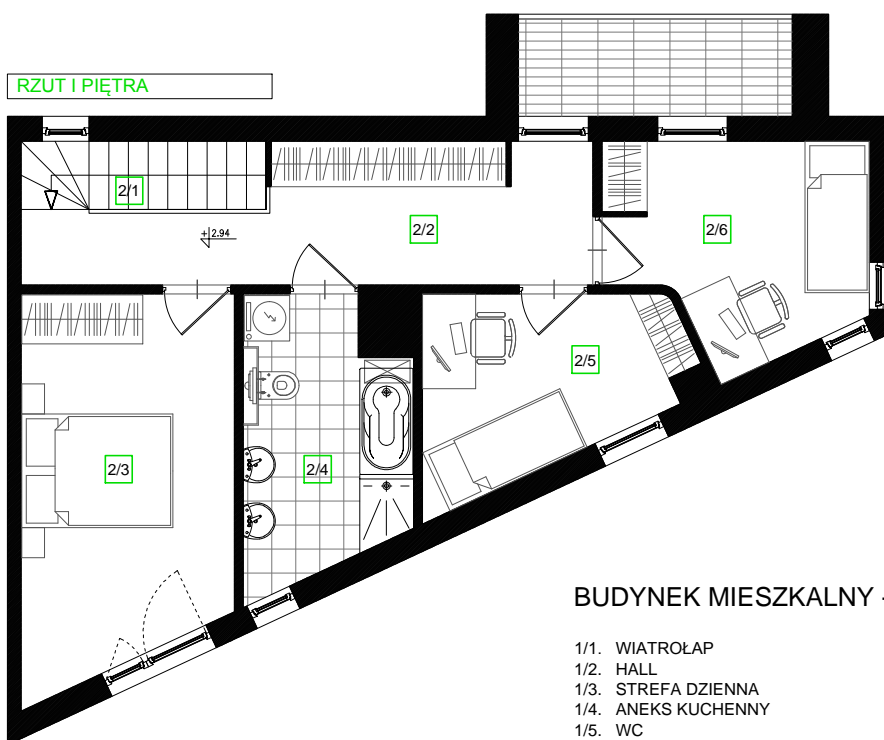 RZUT I PIĘTRA
2/1
+2.94
2/2
2/6
2/5
2/3
2/4
BUDYNEK MIESZKALNY -
1/1. WIATROŁAP
1/2. HALL
1/3. STREFA DZIENNA
1/4. ANEKS KUCHENNY
1/5. WC